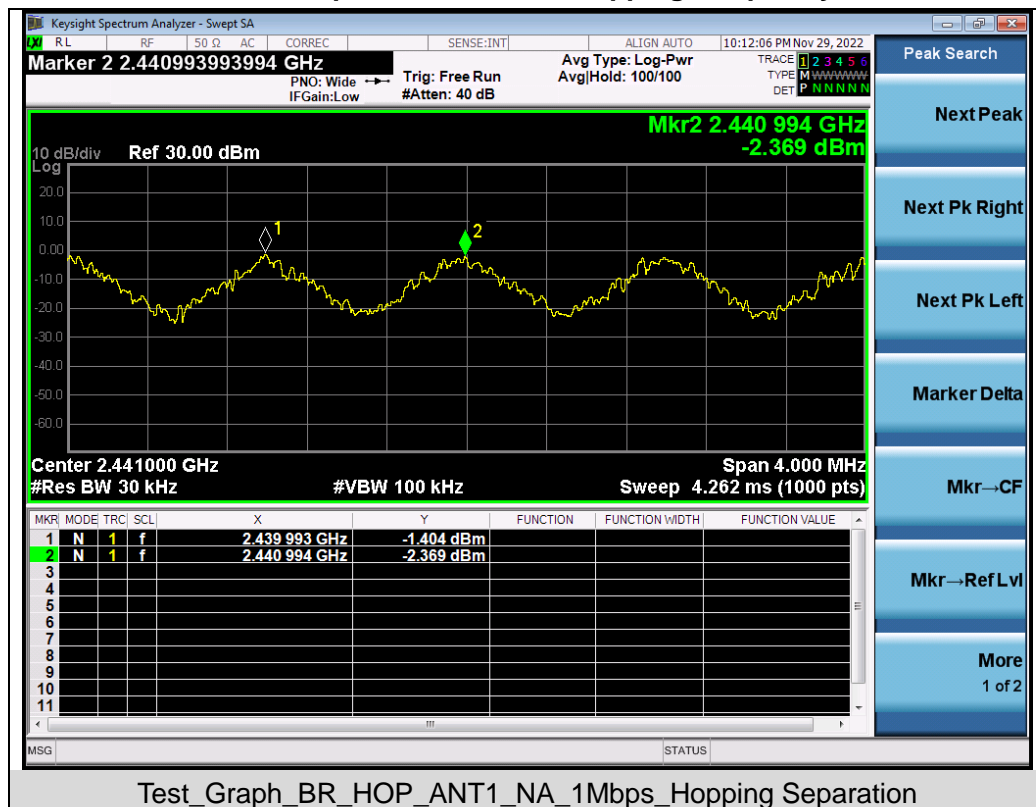 Keysight Spectrum Analyzer - Swept SA
LXI RL RF 50 Ω AC CORREC SENSE:INT ALIGN AUTO 10:12:06 PM Nov 29, 2022
Marker 2 2.440993993994 GHz
PNO: Wide
IFGain:Low
Trig: Free Run
#Atten: 40 dB
Avg Type: Log-Pwr
Avg|Hold: 100/100
TRACE 1 2 3 4 5 6
TYPE M WWWWW
DET P N N N N N
Mkr2 2.440 994 GHz
-2.369 dBm
10 dB/div Ref 30.00 dBm
Log
20.0
10.0
0.00
-10.0
-20.0
-30.0
-40.0
-50.0
-60.0
1
2
Center 2.441000 GHz Span 4.000 MHz
#Res BW 30 kHz #VBW 100 kHz Sweep 4.262 ms (1000 pts)
MKR MODE TRC SCL X Y FUNCTION FUNCTION WIDTH FUNCTION VALUE
1 N 1 f 2.439 993 GHz -1.404 dBm
2 N 1 f 2.440 994 GHz -2.369 dBm
3
4
5
6
7
8
9
10
11
MSG STATUS
Peak Search
Next Peak
Next Pk Right
Next Pk Left
Marker Delta
Mkr→CF
Mkr→Ref Lvl
More
1 of 2
Test_Graph_BR_HOP_ANT1_NA_1Mbps_Hopping Separation